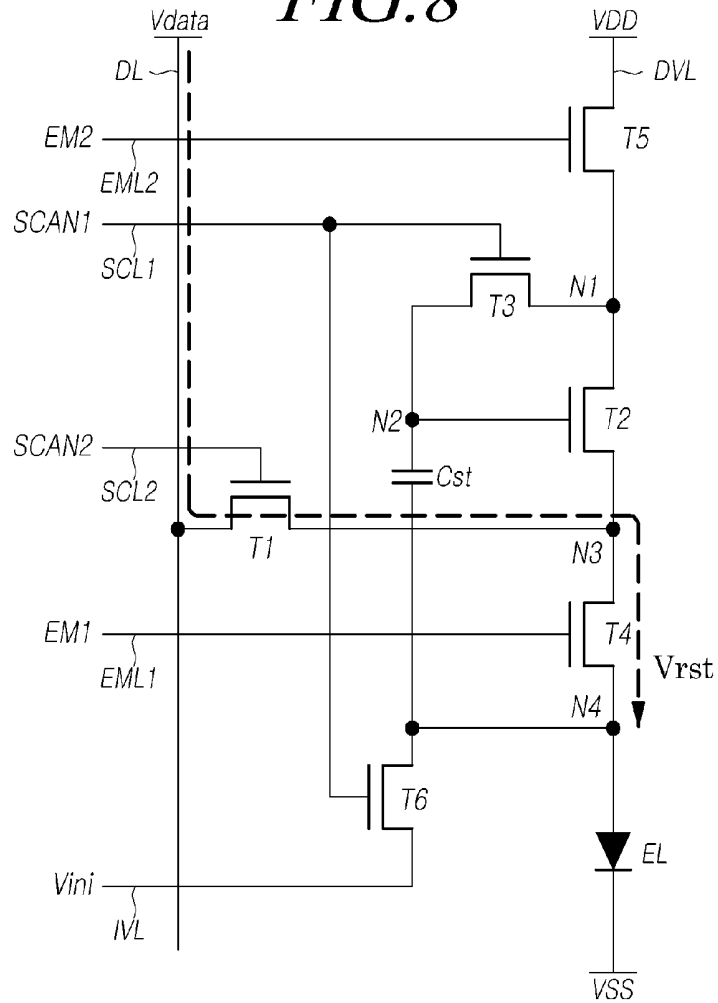 FIG.8
Vdata
VDD
DL
DVL
EM2
T5
EML2
SCAN1
SCL1
T3
N1
N2
T2
SCAN2
Cst
SCL2
T1
N3
EM1
T4
EML1
Vrst
N4
T6
EL
Vini
IVL
VSS